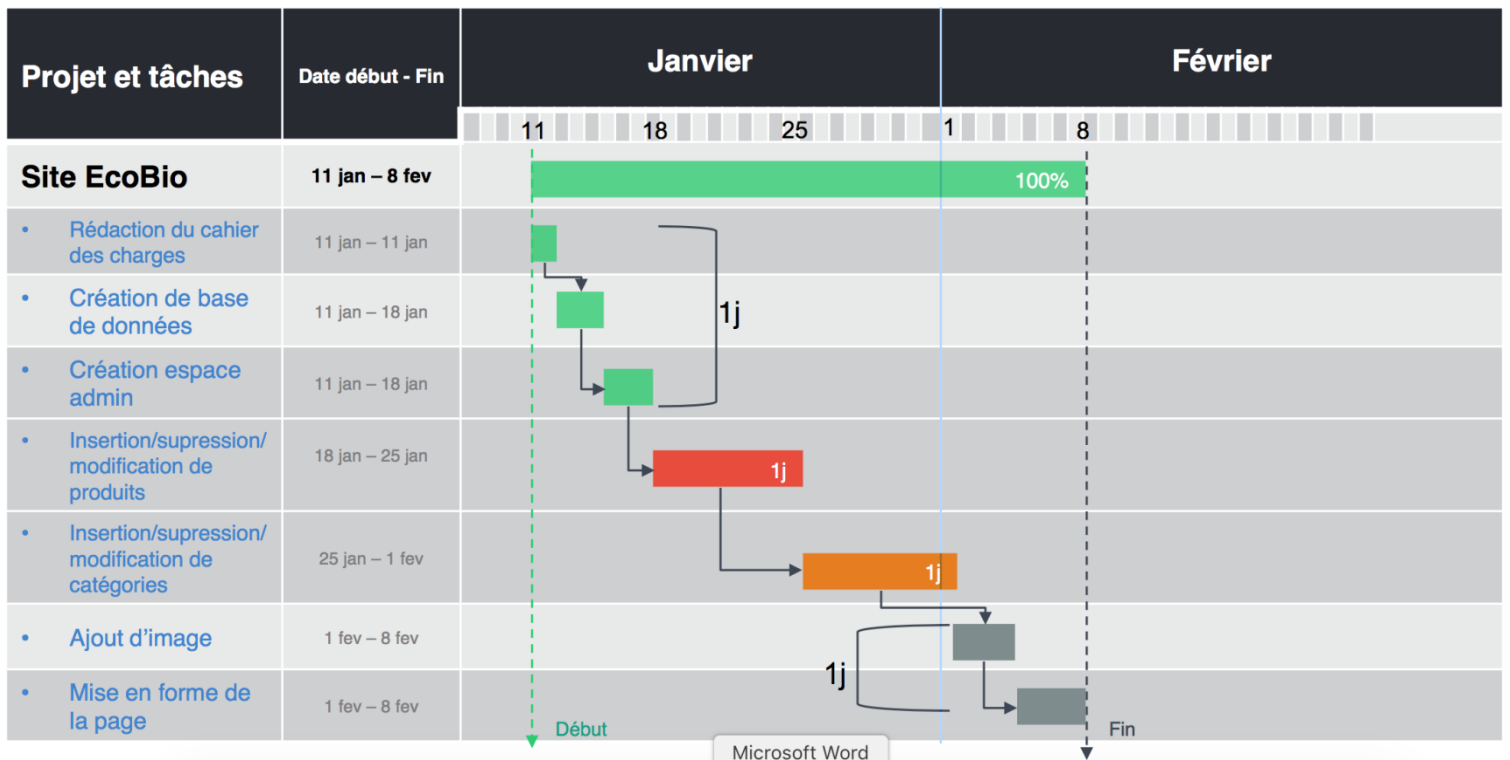 Projet et tâches
Date début - Fin
Janvier
Février
11
18
25
1
8
Site EcoBio
11 jan – 8 fev
100%
• Rédaction du cahier
des charges
11 jan – 11 jan
• Création de base
de données
11 jan – 18 jan
1j
• Création espace
admin
11 jan – 18 jan
• Insertion/supression/
modification de
produits
18 jan – 25 jan
1j
• Insertion/supression/
modification de
catégories
25 jan – 1 fev
1j
• Ajout d’image
1 fev – 8 fev
1j
• Mise en forme de
la page
1 fev – 8 fev
Début
Fin
Microsoft Word